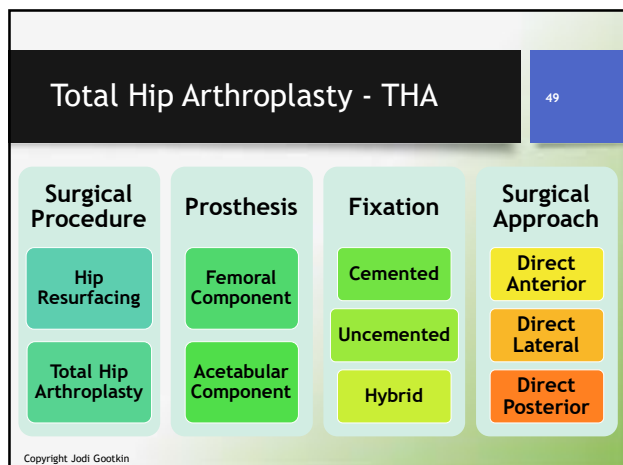 Total Hip Arthroplasty - THA
49
Surgical
Procedure
Hip
Resurfacing
Total Hip
Arthroplasty
Prosthesis
Femoral
Component
Acetabular
Component
Fixation
Cemented
Uncemented
Hybrid
Surgical
Approach
Direct
Anterior
Direct
Lateral
Direct
Posterior
Copyright Jodi Gootkin